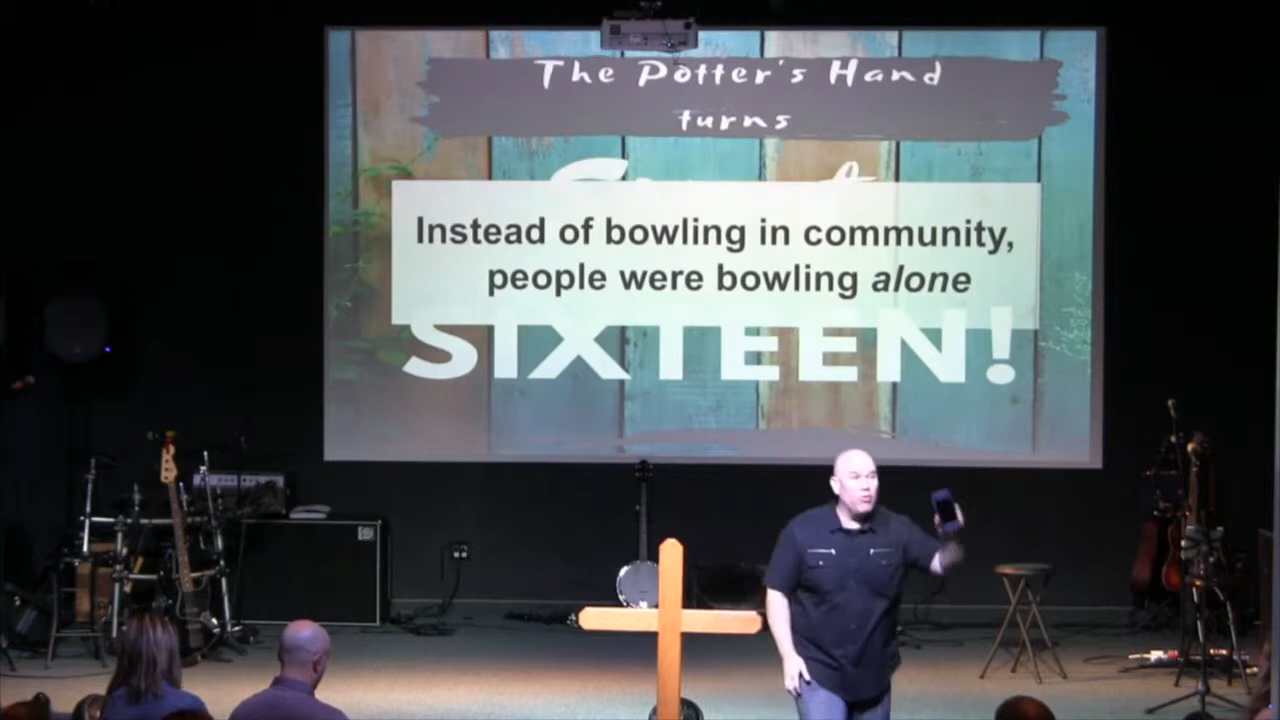 The Potter's Hand
turns
Instead of bowling in community,
people were bowling alone
SIXTEEN!